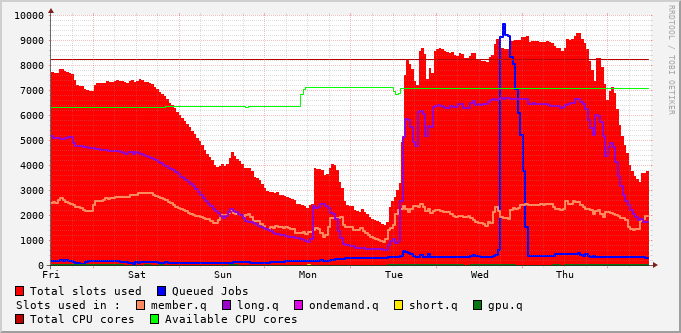 10000
9000
8000
7000
6000
5000
4000
3000
2000
1000
0
Fri Sat Sun Mon Tue Wed Thu
RRDTOOL / TOBI OETIKER
Total slots used Queued Jobs
Slots used in : member.q long.q ondemand.q short.q gpu.q
Total CPU cores Available CPU cores